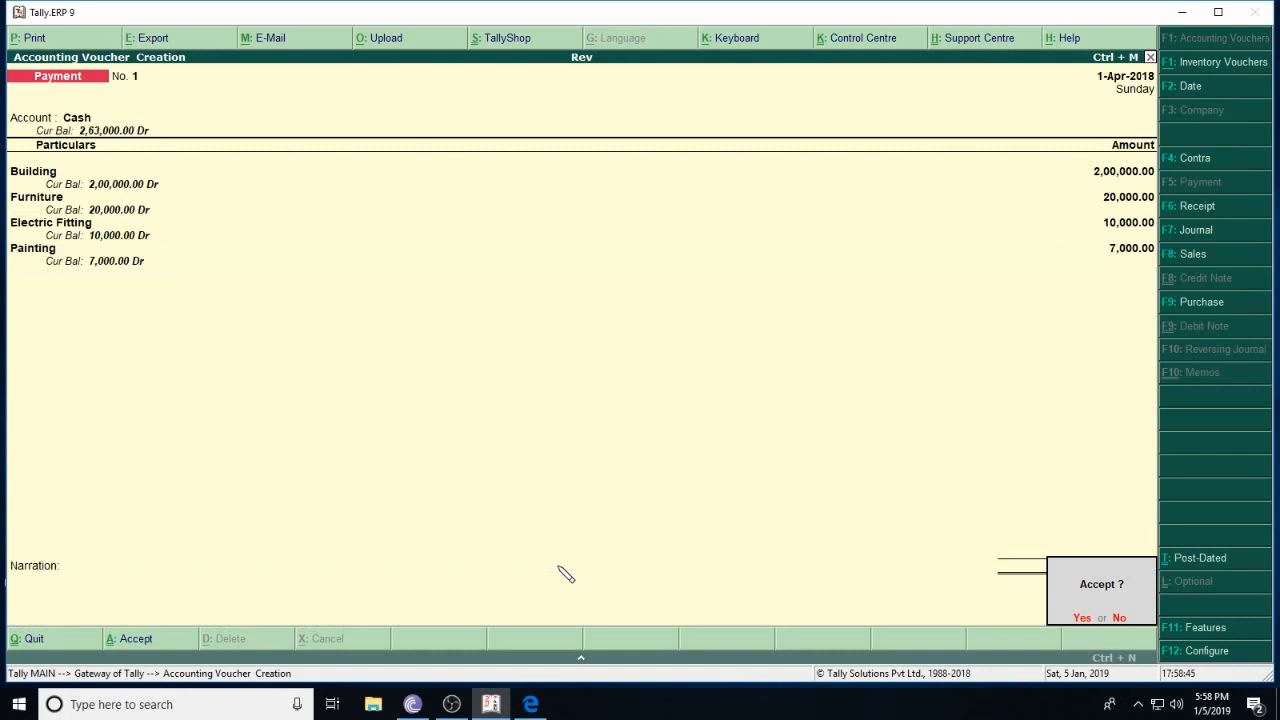 Tally.ERP 9
P: Print E: Export M: E-Mail O: Upload S: TallyShop G: Language K: Keyboard K: Control Centre H: Support Centre H: Help
Accounting Voucher Creation Rev Ctrl + M
Payment No. 1 1-Apr-2018
Sunday
Account : Cash
Cur Bal: 2,63,000.00 Dr
Particulars Amount
Building 2,00,000.00
Cur Bal: 2,00,000.00 Dr
Furniture 20,000.00
Cur Bal: 20,000.00 Dr
Electric Fitting 10,000.00
Cur Bal: 10,000.00 Dr
Painting 7,000.00
Cur Bal: 7,000.00 Dr
Narration:
Accept ?
Yes or No
F1: Accounting Vouchers
F1: Inventory Vouchers
F2: Date
F3: Company
F4: Contra
F5: Payment
F6: Receipt
F7: Journal
F8: Sales
F8: Credit Note
F9: Purchase
F9: Debit Note
F10: Reversing Journal
F10: Memos
T: Post-Dated
L: Optional
F11: Features
F12: Configure
Q: Quit A: Accept D: Delete X: Cancel
Ctrl + N
Tally MAIN --> Gateway of Tally --> Accounting Voucher Creation © Tally Solutions Pvt Ltd., 1988-2018 Sat, 5 Jan, 2019 17:58:45
Type here to search
5:58 PM
1/5/2019
2